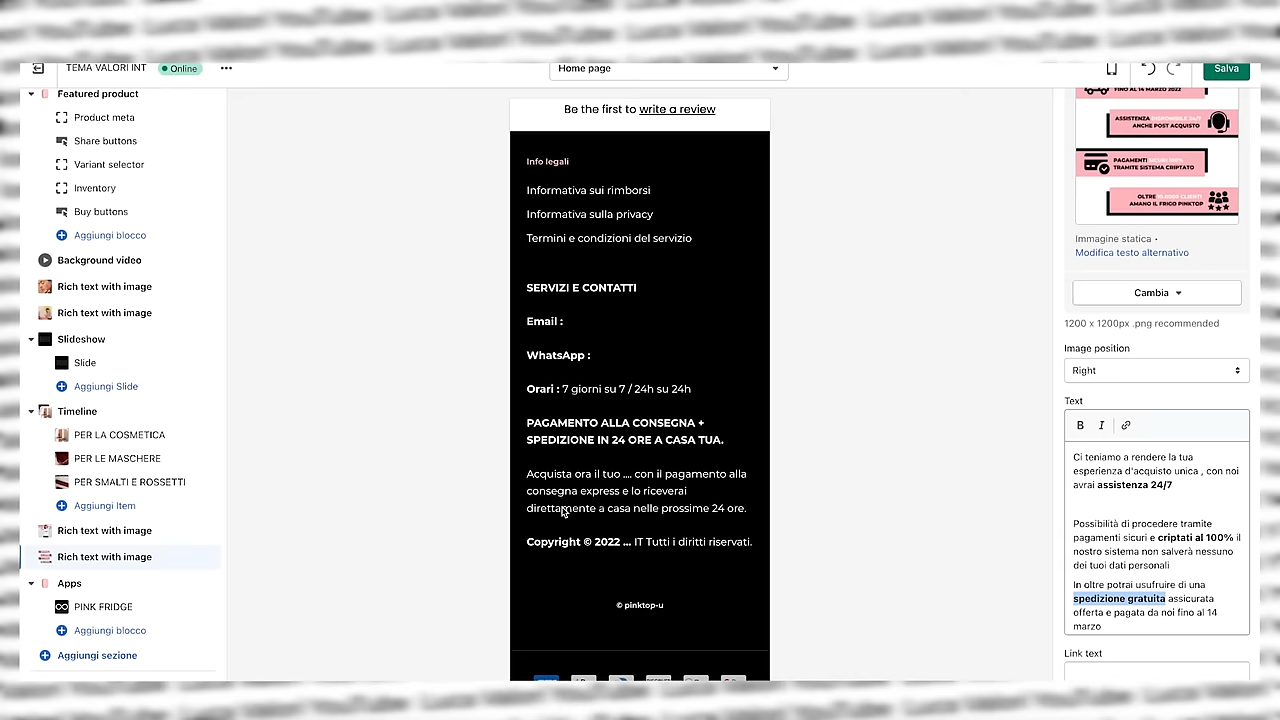 TEMA VALORI INT
Online
Home page
Salva
Featured product
Product meta
Share buttons
Variant selector
Inventory
Buy buttons
Aggiungi blocco
Background video
Rich text with image
Rich text with image
Slideshow
Slide
Aggiungi Slide
Timeline
PER LA COSMETICA
PER LE MASCHERE
PER SMALTI E ROSSETTI
Aggiungi Item
Rich text with image
Rich text with image
Apps
PINK FRIDGE
Aggiungi blocco
Aggiungi sezione
Be the first to write a review
Info legali
Informativa sui rimborsi
Informativa sulla privacy
Termini e condizioni del servizio
SERVIZI E CONTATTI
Email :
WhatsApp :
Orari : 7 giorni su 7 / 24h su 24h
PAGAMENTO ALLA CONSEGNA +
SPEDIZIONE IN 24 ORE A CASA TUA.
Acquista ora il tuo .... con il pagamento alla
consegna express e lo riceverai
direttamente a casa nelle prossime 24 ore.
Copyright © 2022 ... IT Tutti i diritti riservati.
© pinktop-u
FINO AL 14 MARZO 2022
ASSISTENZA DISPONIBILE 24/7
ANCHE POST ACQUISTO
PAGAMENTI SICURI 100%
TRAMITE SISTEMA CRIPTATO
OLTRE
AMANO IL FRIGO PINKTOP
Immagine statica •
Modifica testo alternativo
Cambia
1200 x 1200px .png recommended
Image position
Right
Text
B I
Ci teniamo a rendere la tua
esperienza d'acquisto unica , con noi
avrai assistenza 24/7
Possibilità di procedere tramite
pagamenti sicuri e criptati al 100% il
nostro sistema non salverà nessuno
dei tuoi dati personali
In oltre potrai usufruire di una
spedizione gratuita assicurata
offerta e pagata da noi fino al 14
marzo
Link text